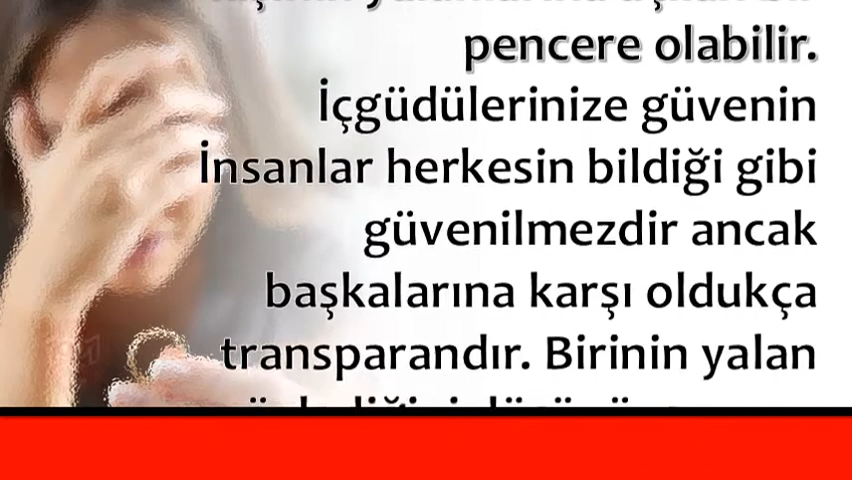 pencere olabilir.
İçgüdülerinize güvenin
İnsanlar herkesin bildiği gibi
güvenilmezdir ancak
başkalarına karşı oldukça
transparandır. Birinin yalan